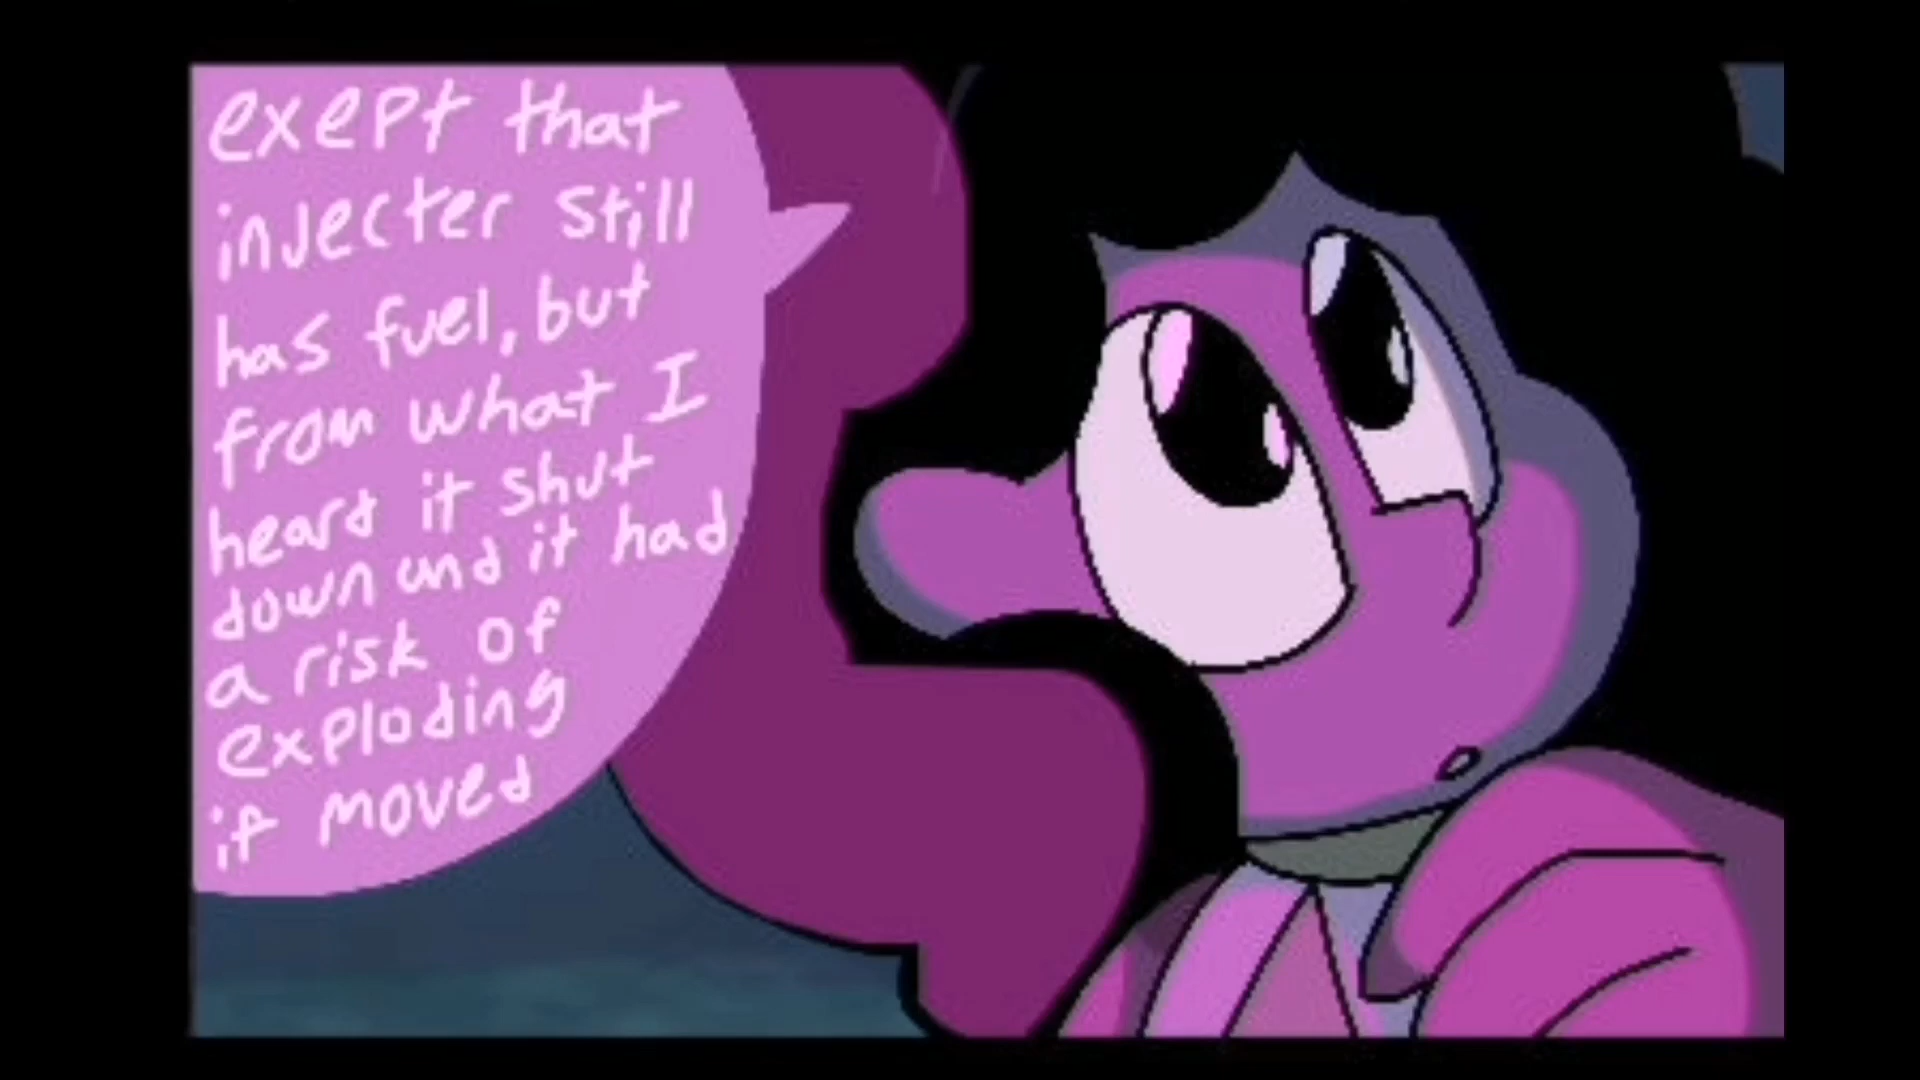 exept that
injecter still
has fuel, but
from what I
heard it shut
down and it had
a risk of
exploding
if moved